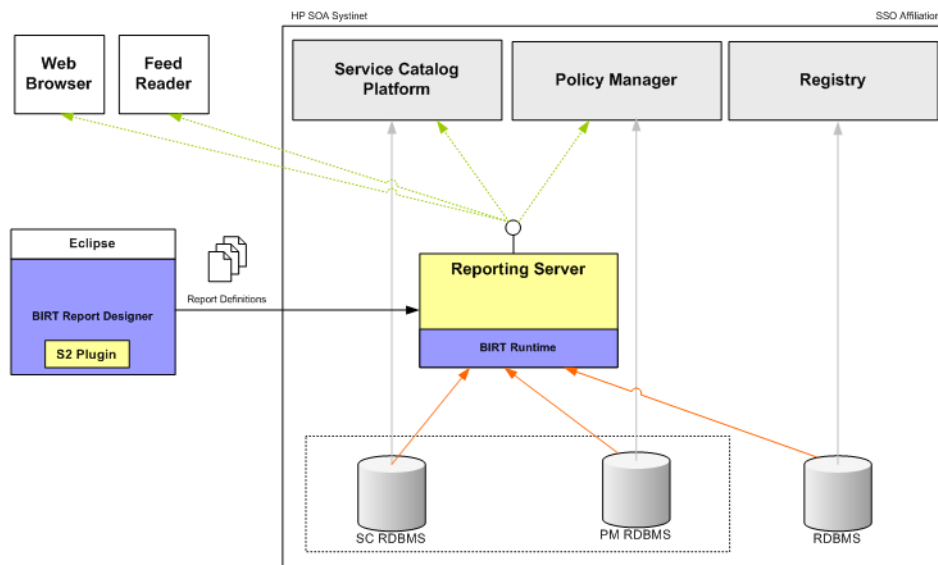 HP SOA Systinet
SSO Affiliation
Web
Browser
Feed
Reader
Service Catalog
Platform
Policy Manager
Registry
Eclipse
BIRT Report Designer
S2 Plugin
Report Definitions
Reporting Server
BIRT Runtime
SC RDBMS
PM RDBMS
RDBMS